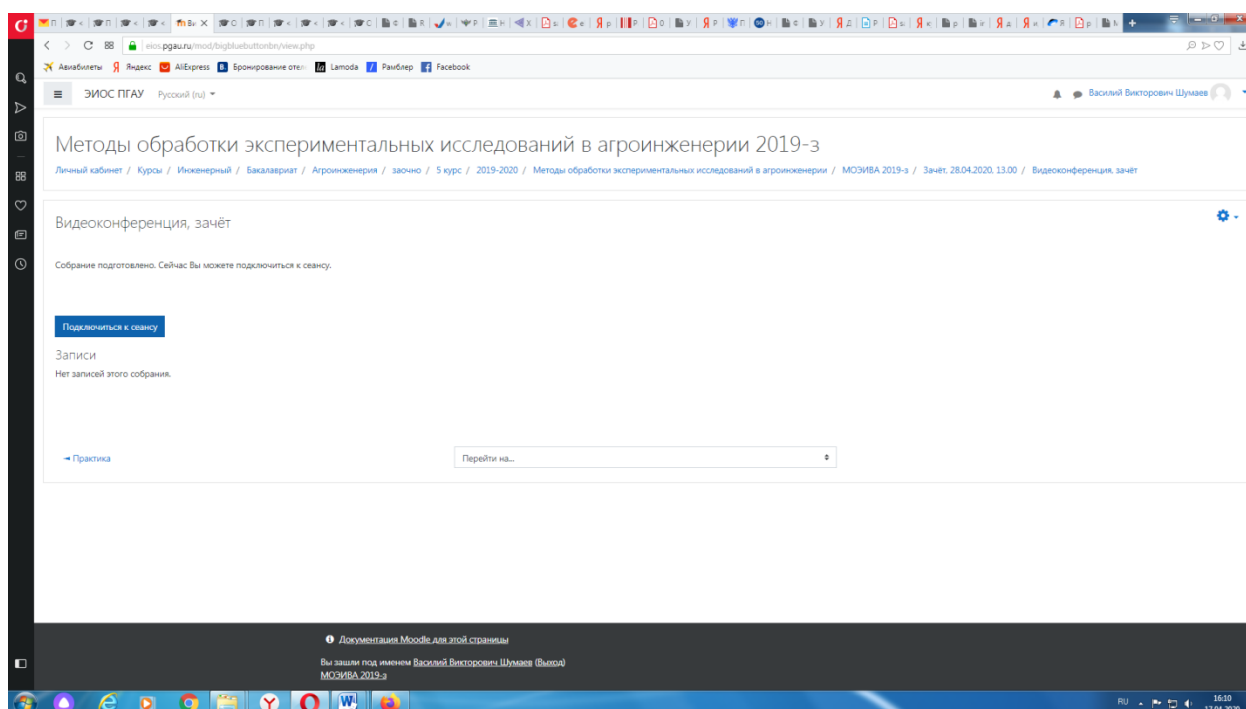 eios.pgau.ru/mod/bigbluebuttonbn/view.php
Авиабилеты Яндекс AliExpress Бронирование отел Lamoda Рамблер Facebook
ЭИОС ПГАУ Русский (ru) Василий Викторович Шумаев
Методы обработки экспериментальных исследований в агроинженерии 2019-з
Личный кабинет / Курсы / Инженерный / Бакалавриат / Агроинженерия / заочно / 5 курс / 2019-2020 / Методы обработки экспериментальных исследований в агроинженерии / МОЭИВА 2019-з / Зачёт. 28.04.2020. 13.00 / Видеоконференция, зачёт
Видеоконференция, зачёт
Собрание подготовлено. Сейчас Вы можете подключиться к сеансу.
Подключиться к сеансу
Записи
Нет записей этого собрания.
Практика Перейти на...
Документация Moodle для этой страницы
Вы зашли под именем Василий Викторович Шумаев (Выход)
МОЭИВА 2019-з
RU 16:10
17.04.2020